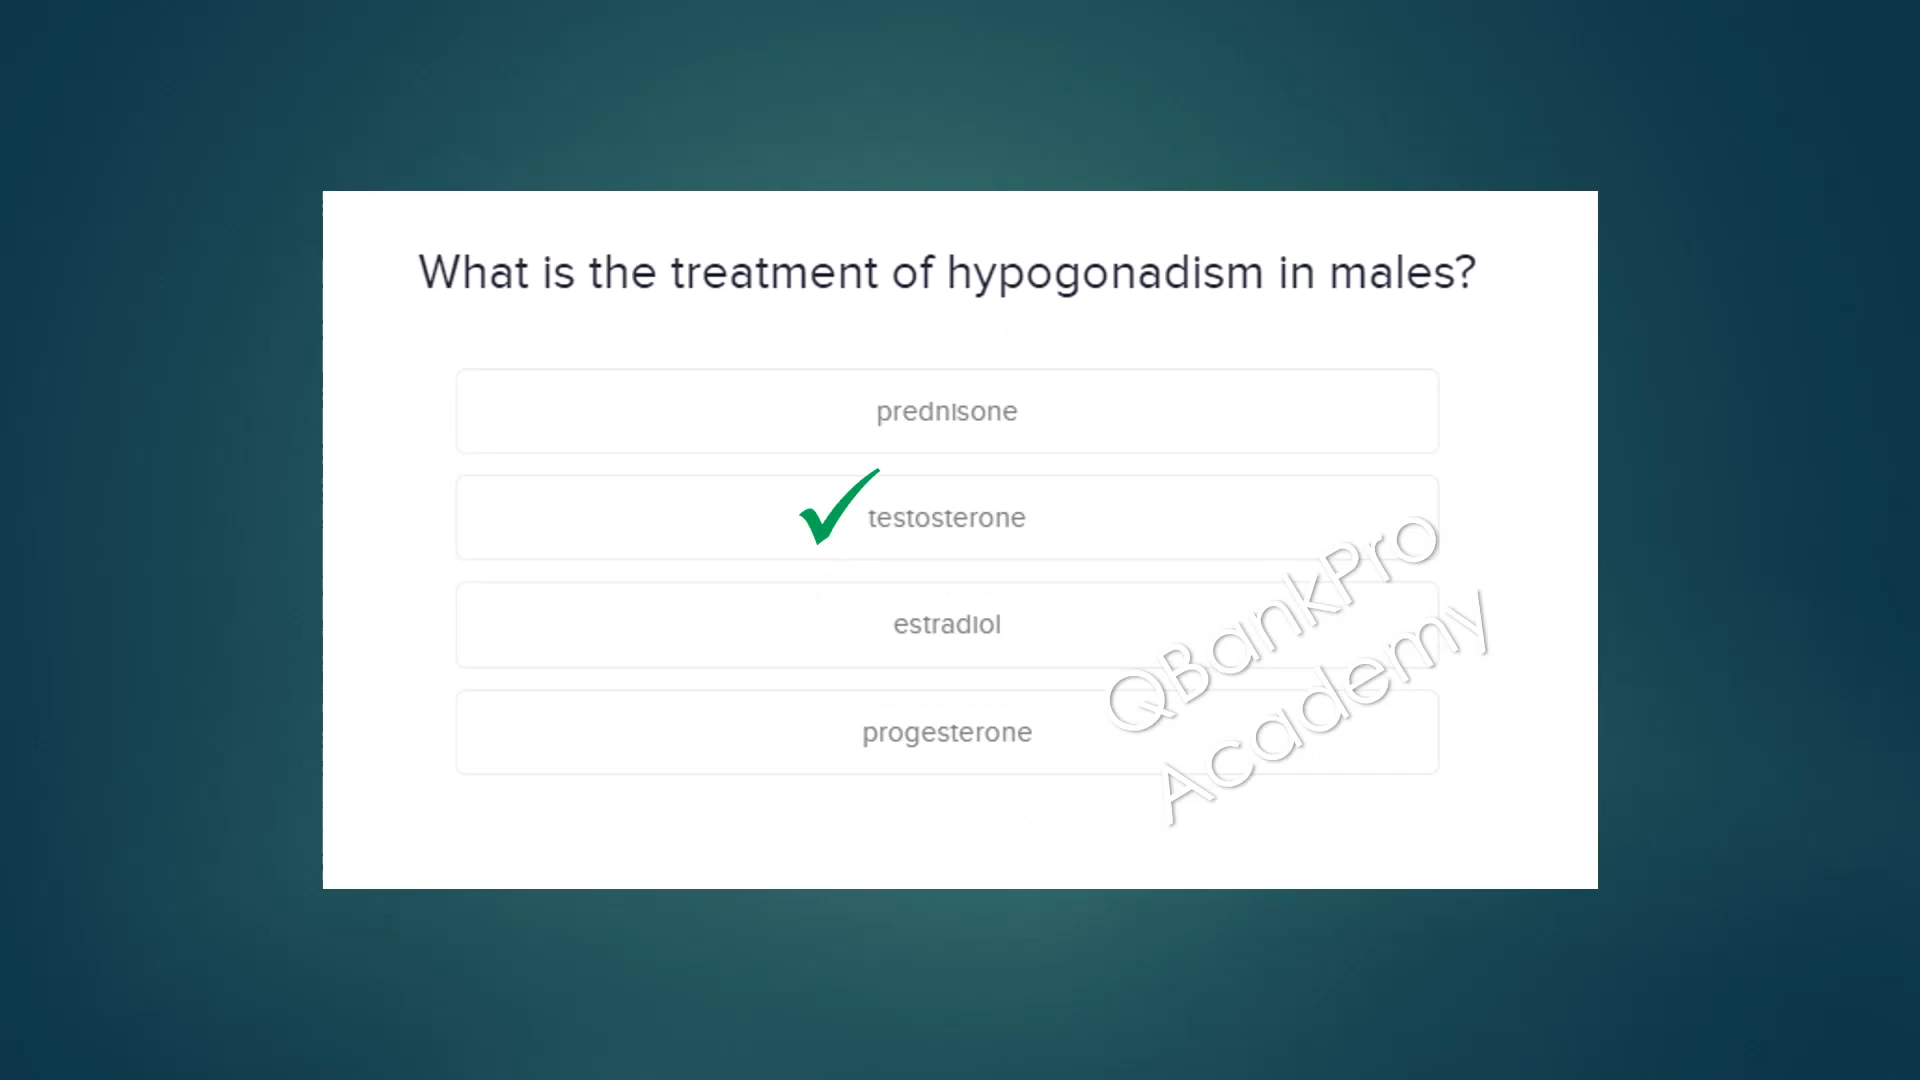 What is the treatment of hypogonadism in males?
prednisone
testosterone
estradiol
progesterone
QBankPro
Academy